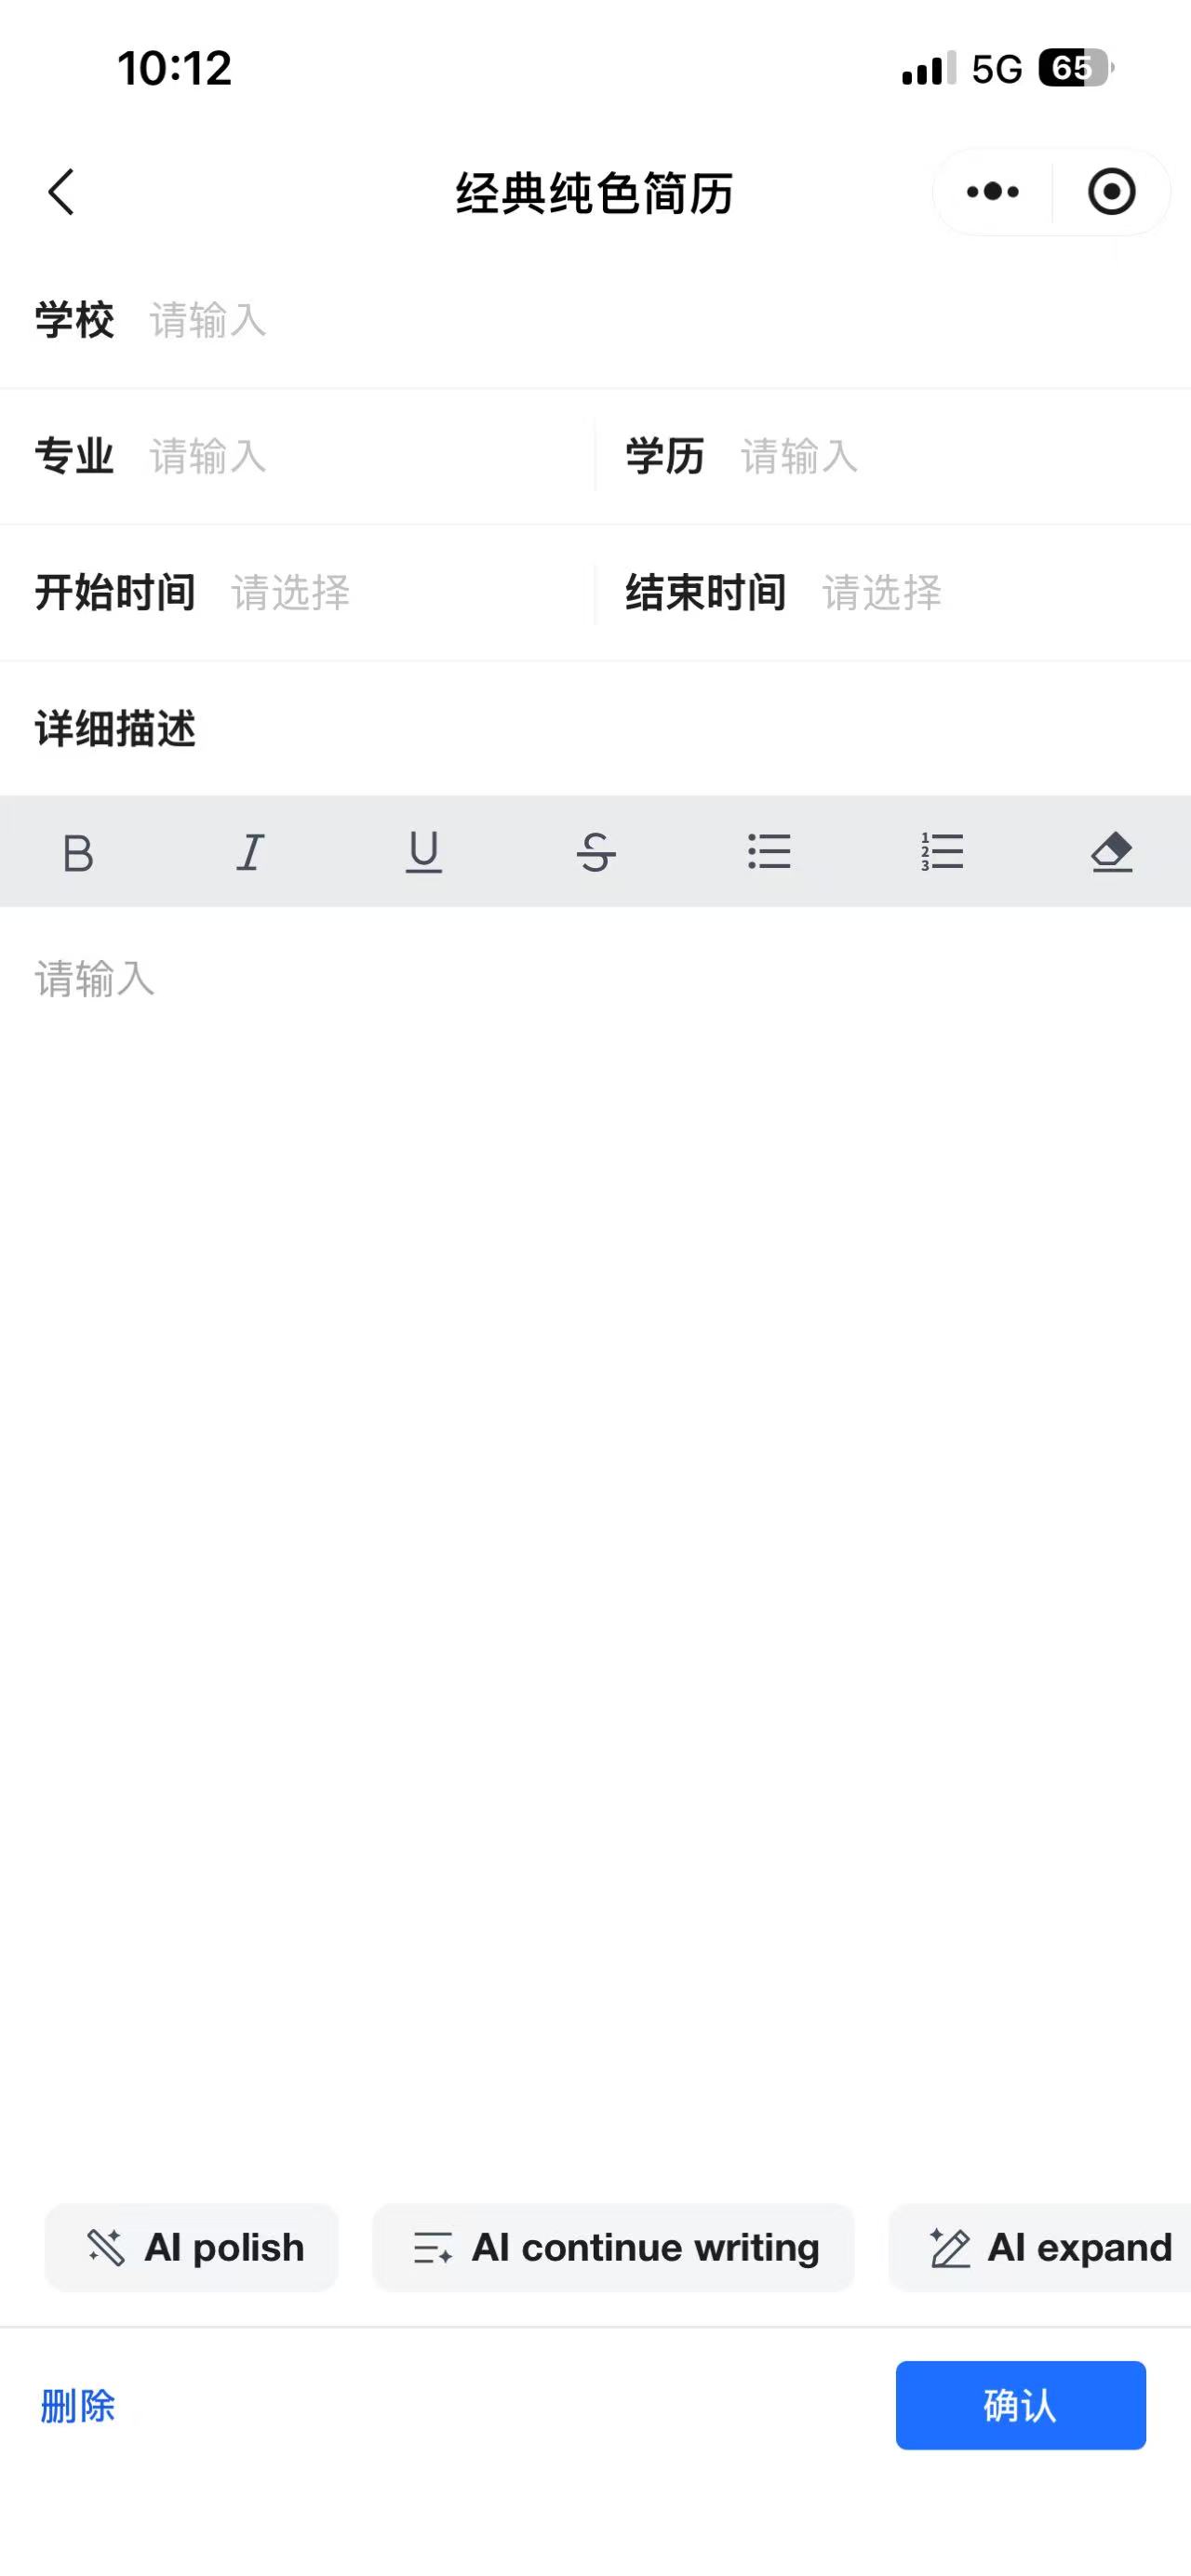 10:12 5G 65
经典纯色简历
学校 请输入
专业 请输入 学历 请输入
开始时间 请选择 结束时间 请选择
详细描述
B I U S
请输入
AI polish AI continue writing AI expand
删除 确认